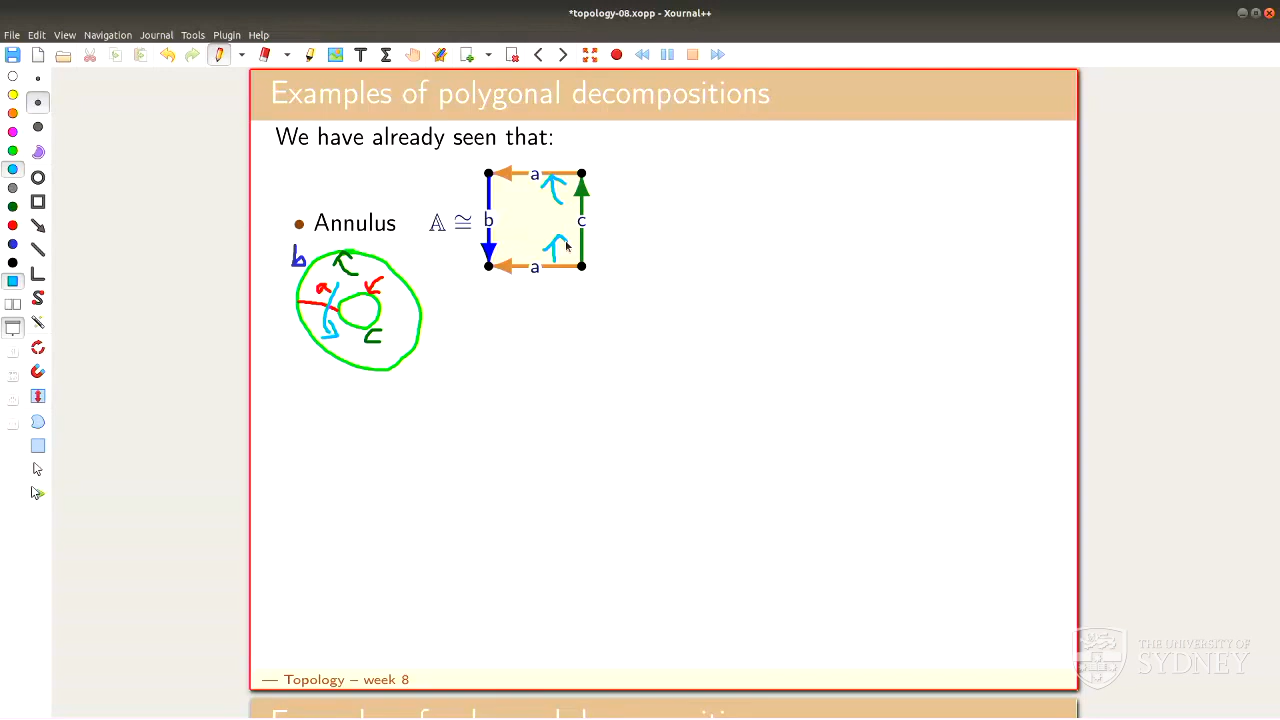 *topology-08.xopp - Xournal++
File Edit View Navigation Journal Tools Plugin Help
Examples of polygonal decompositions
We have already seen that:
a
• Annulus 𝔸 ≅ b c
a
b
a
c
— Topology – week 8
THE UNIVERSITY OF
SYDNEY